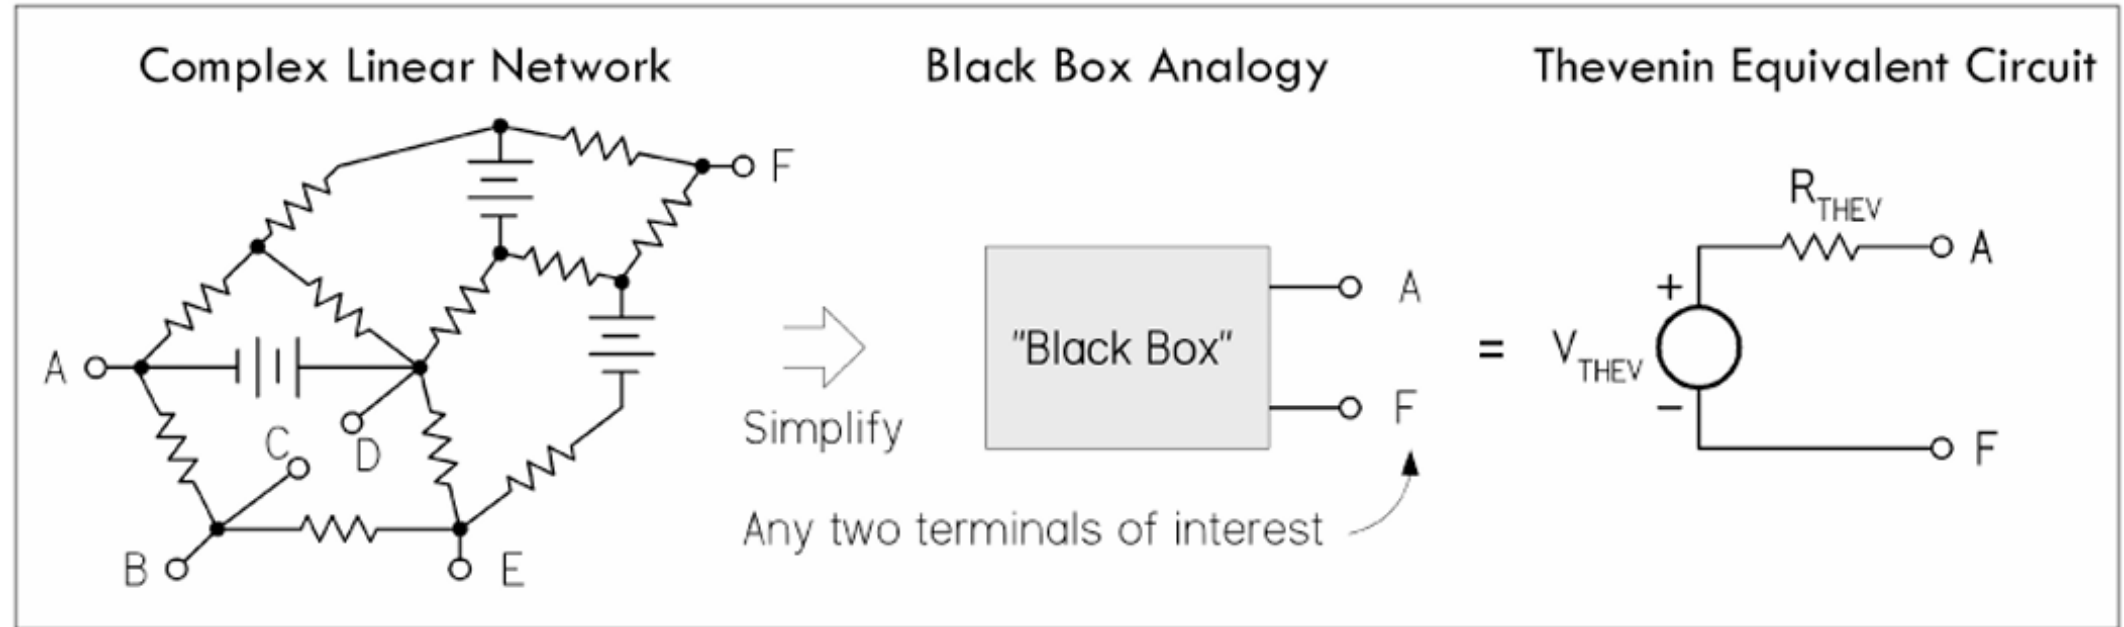 Complex Linear Network
Black Box Analogy
Thevenin Equivalent Circuit
F
A
C
D
B
E
Simplify
"Black Box"
A
F
Any two terminals of interest
=
R THEV
A
+
V THEV
−
F